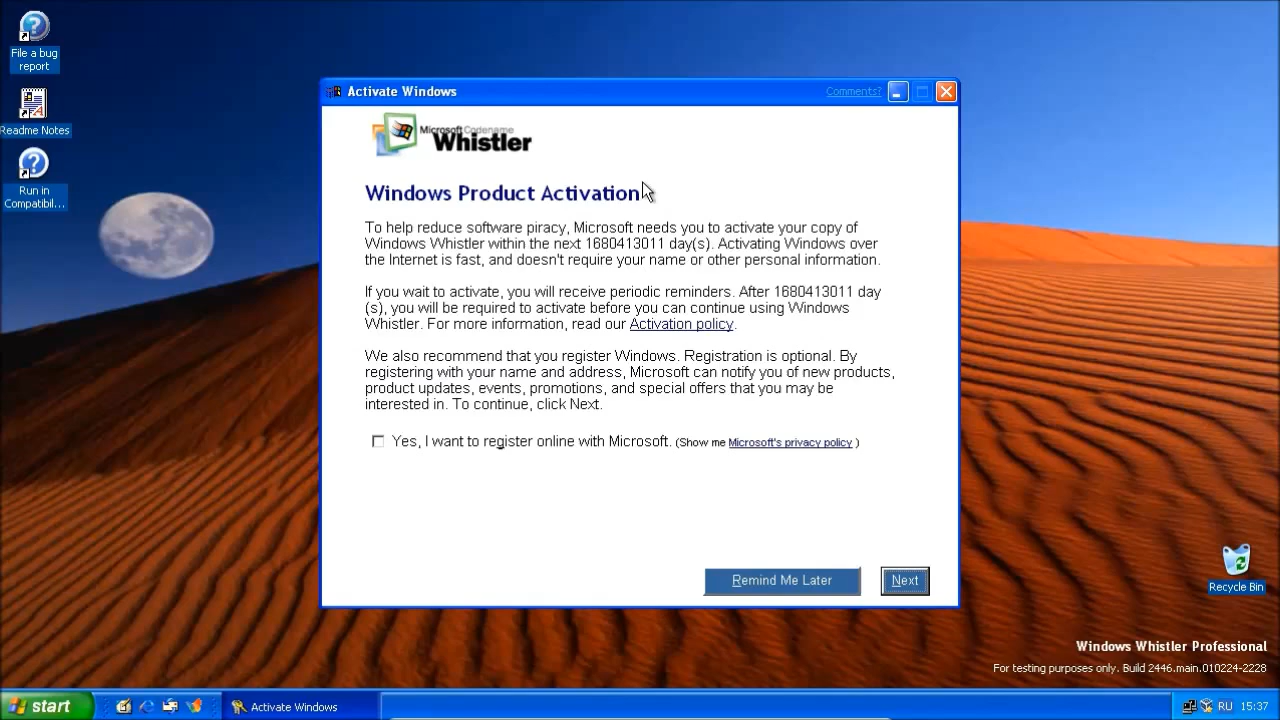 File a bug
report
Readme Notes
Run in
Compatibil...
Activate Windows
Comments?
Microsoft Codename
Whistler
Windows Product Activation
To help reduce software piracy, Microsoft needs you to activate your copy of
Windows Whistler within the next 1680413011 day(s). Activating Windows over
the Internet is fast, and doesn't require your name or other personal information.
If you wait to activate, you will receive periodic reminders. After 1680413011 day
(s), you will be required to activate before you can continue using Windows
Whistler. For more information, read our Activation policy.
We also recommend that you register Windows. Registration is optional. By
registering with your name and address, Microsoft can notify you of new products,
product updates, events, promotions, and special offers that you may be
interested in. To continue, click Next.
Yes, I want to register online with Microsoft. (Show me Microsoft's privacy policy )
Remind Me Later
Next
Recycle Bin
Windows Whistler Professional
For testing purposes only. Build 2446.main.010224-2228
start
Activate Windows
RU
15:37